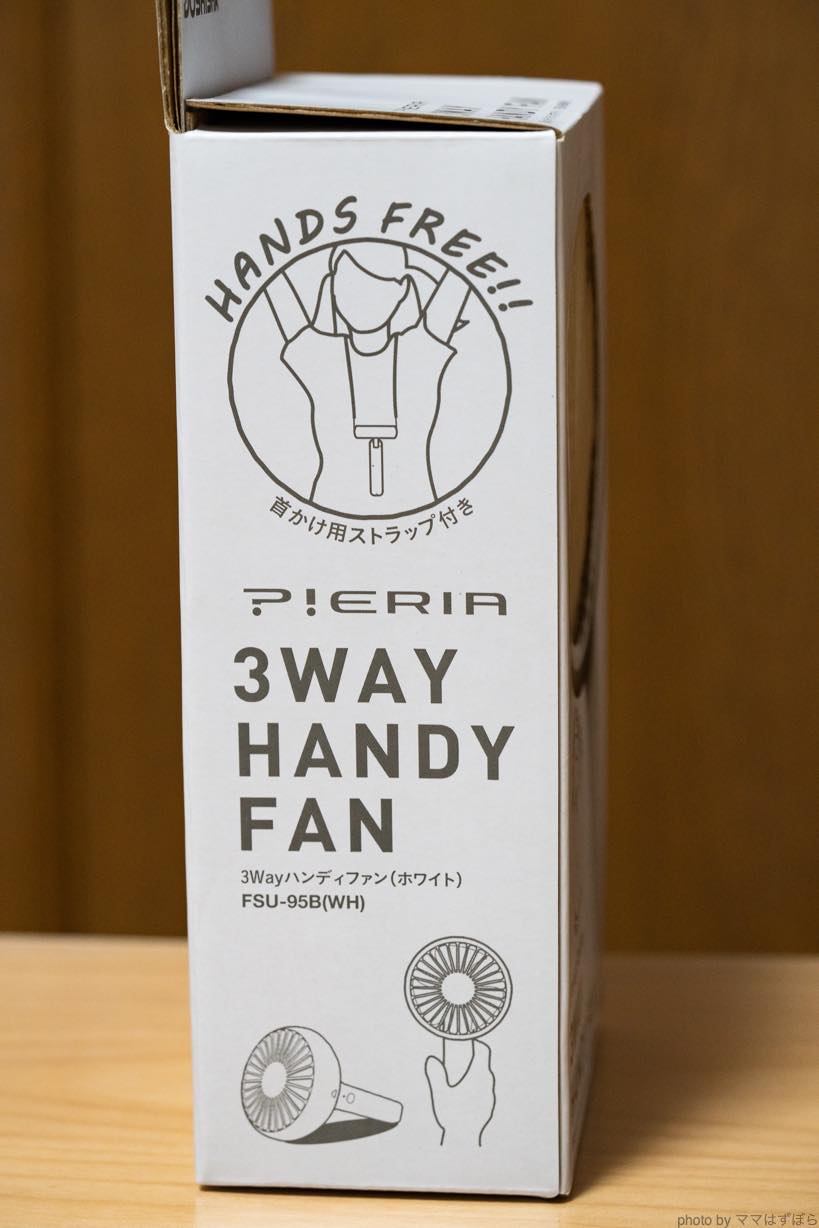 HANDS FREE!!
首かけ用ストラップ付き
PIERIA
3WAY
HANDY
FAN
3Wayハンディファン(ホワイト)
FSU-95B(WH)
photo by ママはずぼら